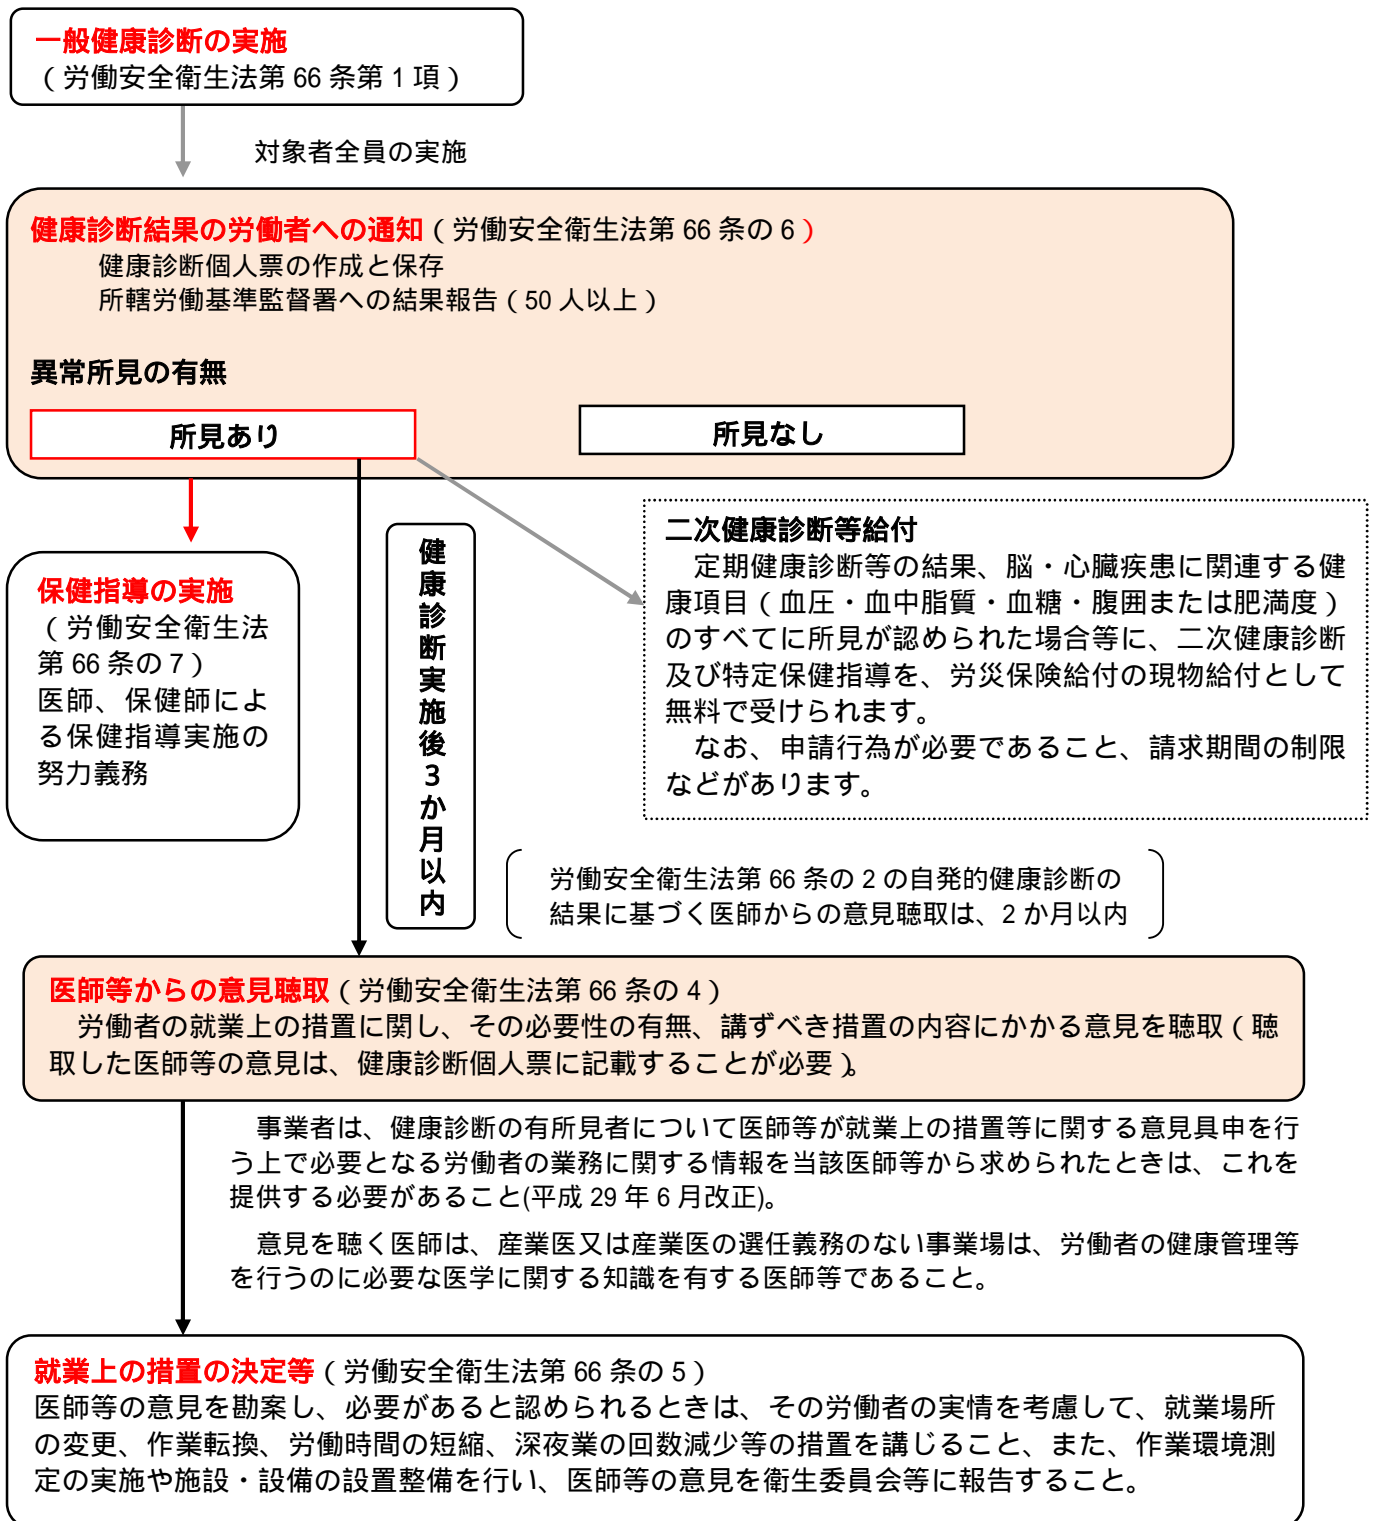 一般健康診断の実施
（労働安全衛生法第 66 条第 1 項）
対象者全員の実施
健康診断結果の労働者への通知（労働安全衛生法第 66 条の 6）
健康診断個人票の作成と保存
所轄労働基準監督署への結果報告（50 人以上）
異常所見の有無
所見あり
所見なし
二次健康診断等給付
定期健康診断等の結果、脳・心臓疾患に関連する健
康項目（血圧・血中脂質・血糖・腹囲または肥満度）
のすべてに所見が認められた場合等に、二次健康診断
及び特定保健指導を、労災保険給付の現物給付として
無料で受けられます。
なお、申請行為が必要であること、請求期間の制限
などがあります。
保健指導の実施
（労働安全衛生法
第 66 条の７）
医師、保健師によ
る保健指導実施の
努力義務
健康診断実施後３か月以内
労働安全衛生法第 66 条の 2 の自発的健康診断の
結果に基づく医師からの意見聴取は、2 か月以内
医師等からの意見聴取（労働安全衛生法第 66 条の 4）
労働者の就業上の措置に関し、その必要性の有無、講ずべき措置の内容にかかる意見を聴取（聴
取した医師等の意見は、健康診断個人票に記載することが必要）。
事業者は、健康診断の有所見者について医師等が就業上の措置等に関する意見具申を行
う上で必要となる労働者の業務に関する情報を当該医師等から求められたときは、これを
提供する必要があること(平成 29 年 6 月改正)。
意見を聴く医師は、産業医又は産業医の選任義務のない事業場は、労働者の健康管理等
を行うのに必要な医学に関する知識を有する医師等であること。
就業上の措置の決定等（労働安全衛生法第 66 条の 5）
医師等の意見を勘案し、必要があると認められるときは、その労働者の実情を考慮して、就業場所
の変更、作業転換、労働時間の短縮、深夜業の回数減少等の措置を講じること、また、作業環境測
定の実施や施設・設備の設置整備を行い、医師等の意見を衛生委員会等に報告すること。